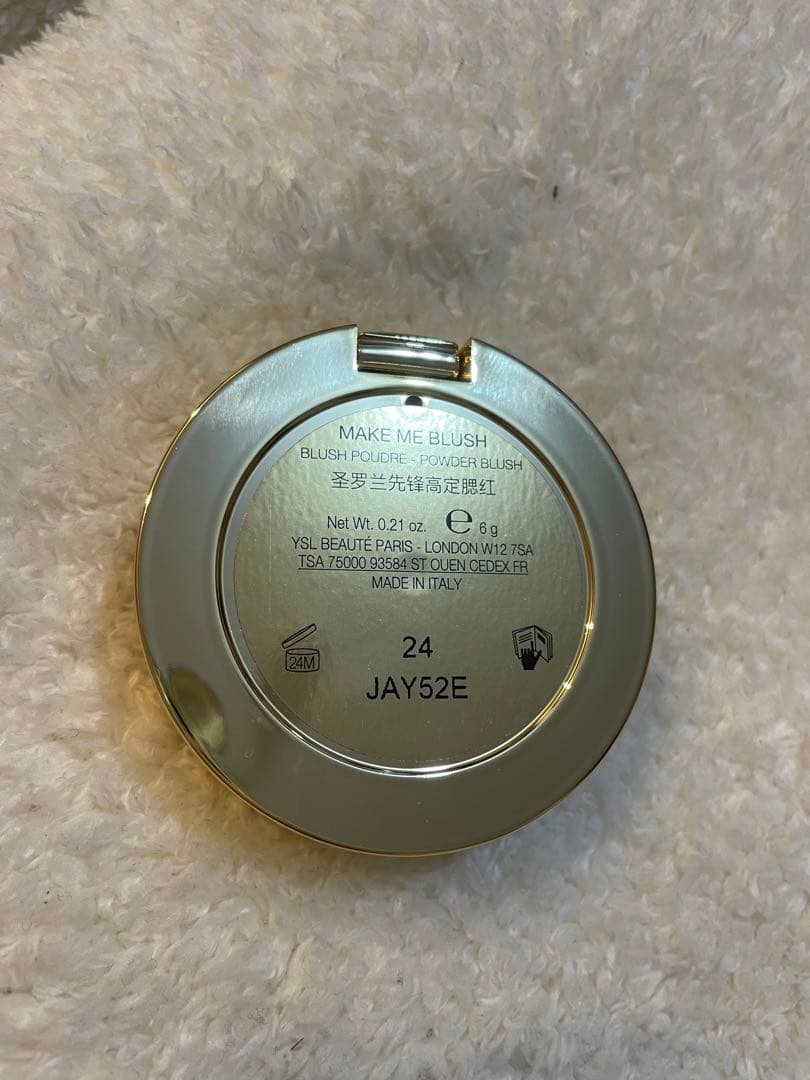 MAKE ME BLUSH
BLUSH POUDRE - POWDER BLUSH
圣罗兰先锋高定腮红
Net Wt. 0.21 oz. ℮ 6 g
YSL BEAUTÉ PARIS - LONDON W12 7SA
TSA 75000 93584 ST OUEN CEDEX FR
MADE IN ITALY
24M
24
JAY52E